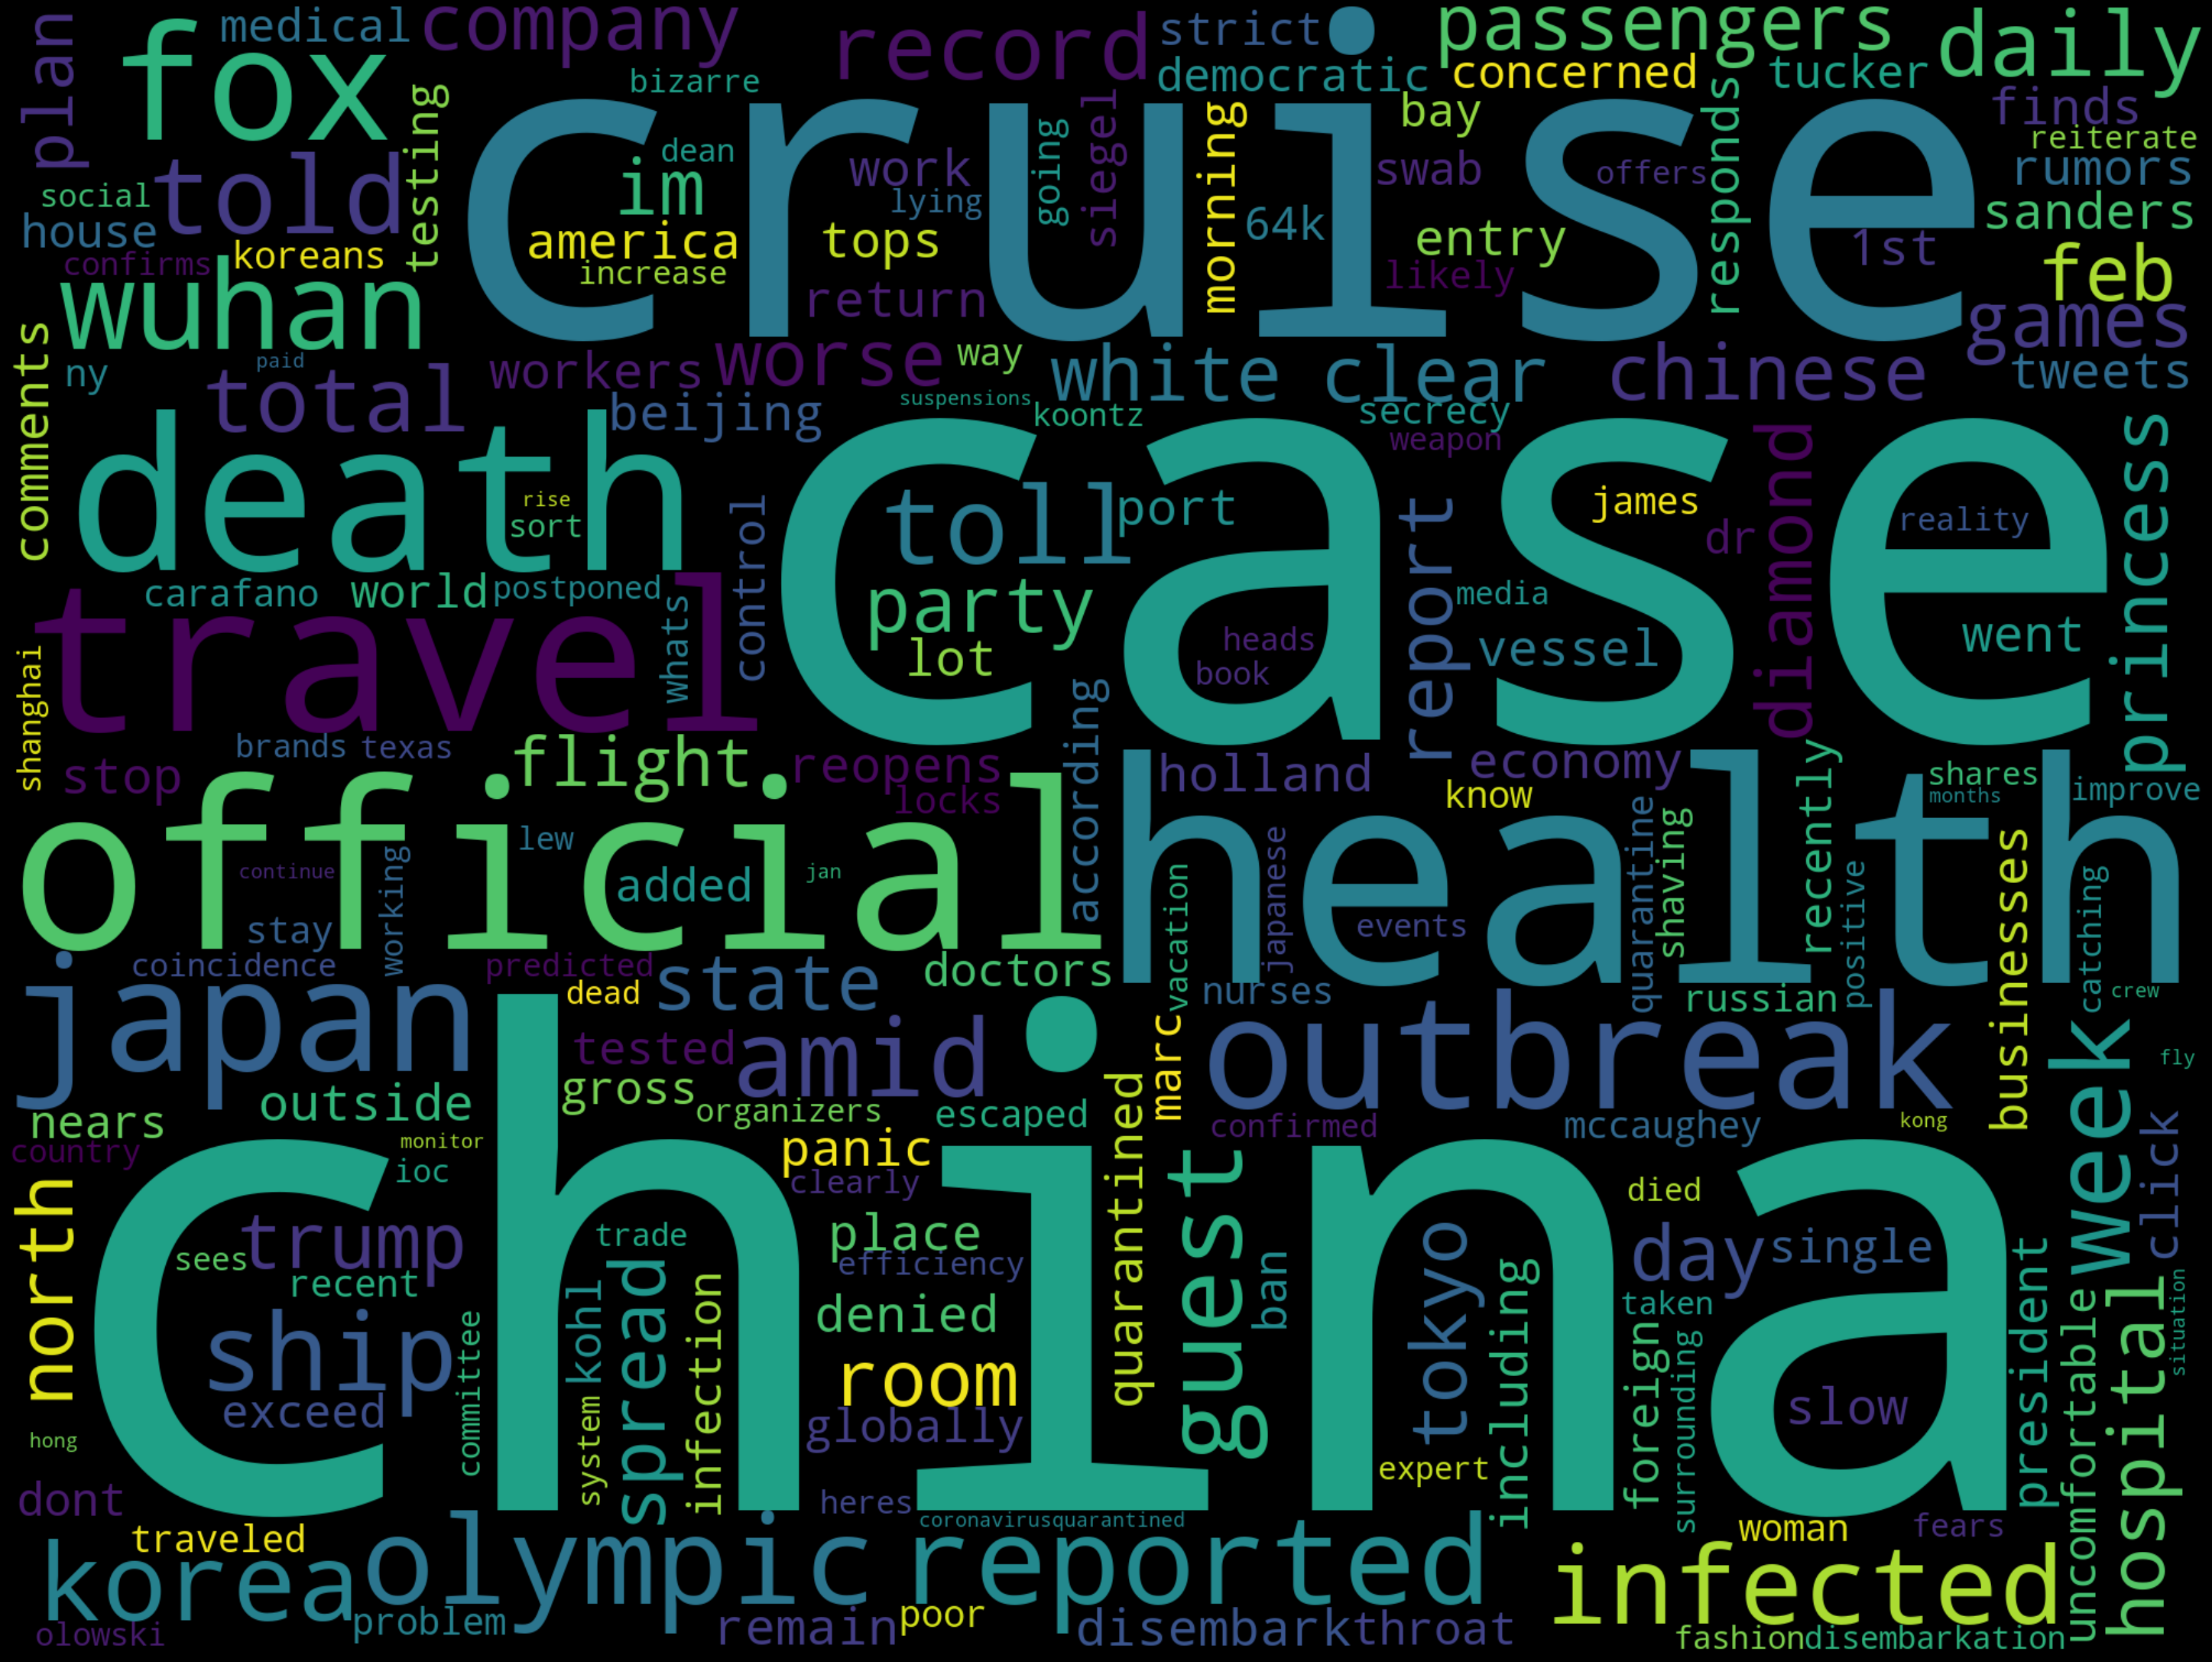 plan
fox
medical
company
record
strict
passengers
daily
bizarre
democratic
concerned
tucker
testing
cruise
finds
reiterate
rumors
social
told
im
dean
work
lying
going
siegel
morning
64k
bay
swab
offers
responds
1st
sanders
house
koreans
confirms
america
increase
tops
return
entry
likely
feb
wuhan
games
tweets
comments
ny
paid
total
workers
worse
way
white
clear
chinese
beijing
suspensions
koontz
secrecy
weapon
princess
death
rise
sort
control
case
toll
port
report
james
dr
diamond
reality
carafano
world
postponed
whats
party
lot
heads
book
media
vessel
went
travel
shanghai
stop
brands
texas
flight
reopens
locks
according
holland
economy
know
recently
shares
months
improve
official
lew
continue
working
added
jan
health
vacation
japanese
events
quarantine
shaving
positive
businesses
catching
crew
stay
coincidence
predicted
dead
state
doctors
nurses
russian
japan
tested
amid
marc
outbreak
week
fly
outside
gross
organizers
escaped
quarantined
confirmed
mccaughey
kong
nears
country
monitor
ioc
panic
clearly
china
guest
died
click
north
trump
sees
recent
trade
place
efficiency
ban
tokyo
day
single
president
ship
exceed
committee
kohl
spread
infection
denied
room
globally
including
taken
foreign
surrounding
slow
uncomfortable
hospital
situation
hong
system
expert
dont
heres
coronavirusquarantined
traveled
korea
olympic
reported
woman
fears
infected
olowski
problem
remain
poor
disembark
throat
fashion
disembarkation